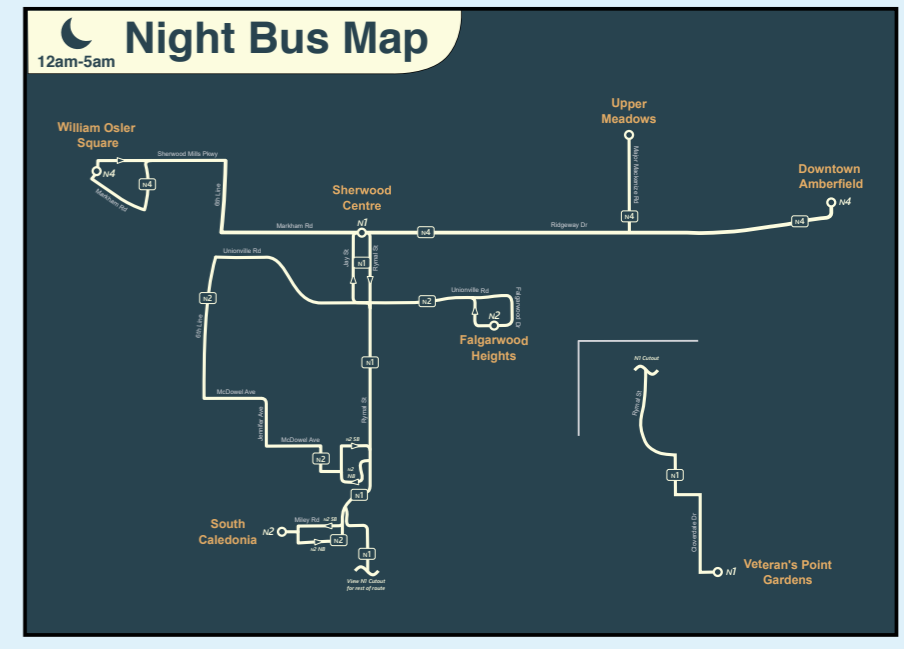 Night Bus Map
12am-5am
Upper
Meadows
William Osler
Square
Sherwood Mills Pkwy
N4
N4
Markham Rd
6th Line
Major Mackenzie Rd
Downtown
Amberfield
N4
N4
N4
Sherwood
Centre
N1
Markham Rd
N4
Ridgeway Dr
Jay St
N1
Rymal St
Unionville Rd
N2
6th Line
N2
Unionville Rd
Falgarwood Dr
N2
Falgarwood
Heights
N1
N1 Cutout
Rymal St
McDowel Ave
Jennifer Ave
McDowel Ave
Rymal St
n2 SB
N2
n2
NB
N1
N1
South
Caledonia
N2
Miley Rd
n2 SB
n2 NB
N2
N1
Cloverdale Dr
View N1 Cutout
for rest of route
N1
Veteran's Point
Gardens